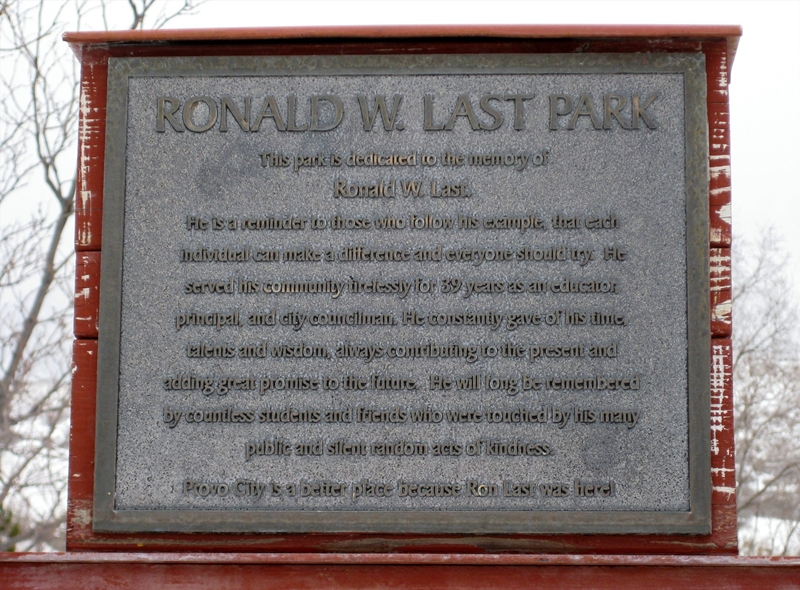 RONALD W. LAST PARK
This park is dedicated to the memory of
Ronald W. Last.
He is a reminder to those who follow his example, that each
individual can make a difference and everyone should try. He
served his community tirelessly for 39 years as an educator,
principal, and city councilman. He constantly gave of his time,
talents and wisdom, always contributing to the present and
adding great promise to the future. He will long be remembered
by countless students and friends who were touched by his many
public and silent random acts of kindness.
Provo City is a better place because Ron Last was here!